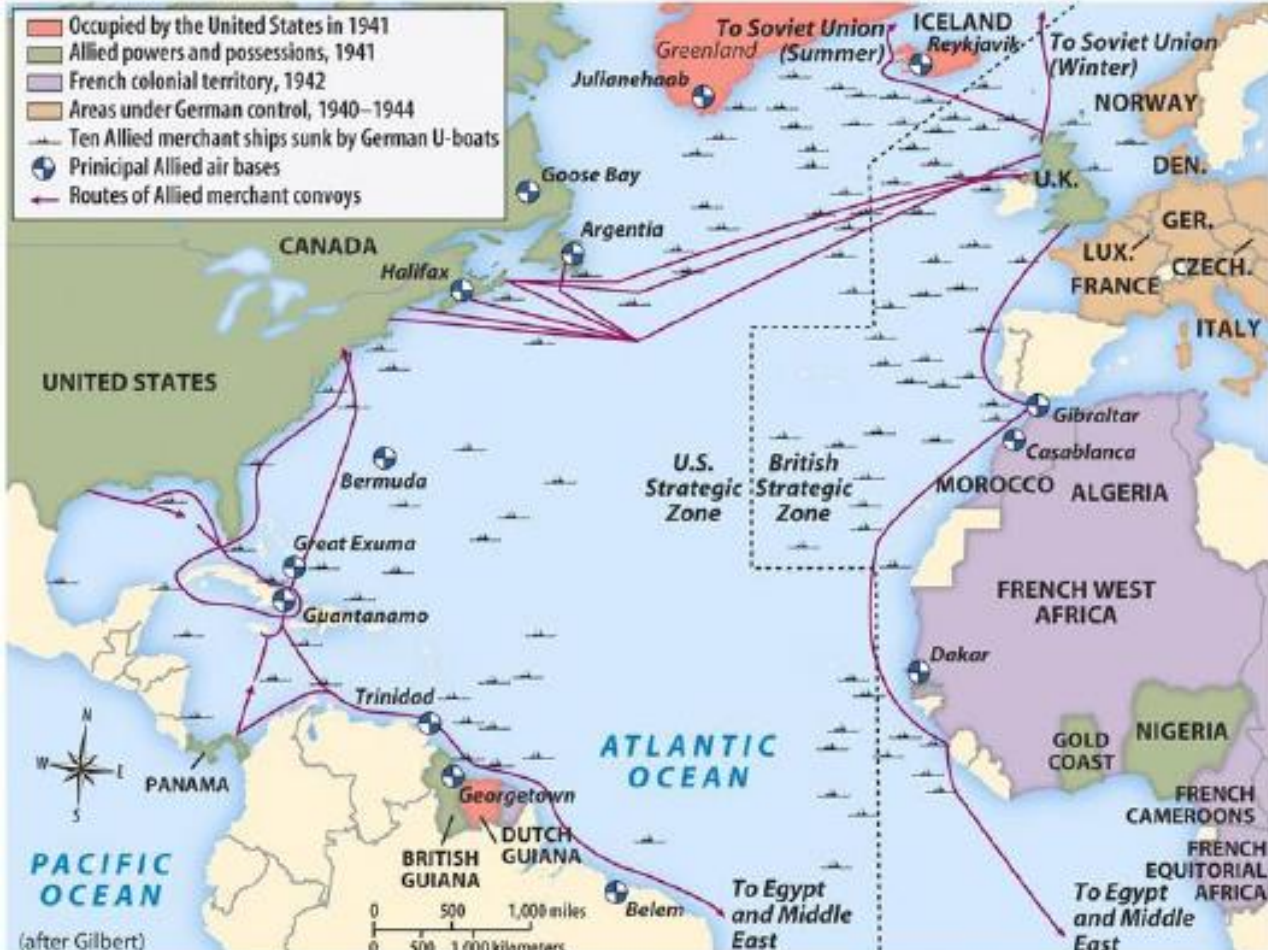 Occupied by the United States in 1941
Allied powers and possessions, 1941
French colonial territory, 1942
Areas under German control, 1940–1944
Ten Allied merchant ships sunk by German U-boats
Prinicipal Allied air bases
Routes of Allied merchant convoys
To Soviet Union
(Summer)
ICELAND
Reykjavik
Greenland
Julianehaab
To Soviet Union
(Winter)
NORWAY
DEN.
U.K.
GER.
LUX.
CZECH.
FRANCE
ITALY
Goose Bay
Argentia
CANADA
Halifax
UNITED STATES
Bermuda
U.S.
Strategic
Zone
British
Strategic
Zone
Gibraltar
Casablanca
MOROCCO
ALGERIA
Great Exuma
Guantanamo
FRENCH WEST
AFRICA
Dakar
Trinidad
N
W
E
S
PANAMA
ATLANTIC
OCEAN
GOLD
COAST
NIGERIA
Georgetown
DUTCH
GUIANA
BRITISH
GUIANA
FRENCH
CAMEROONS
FRENCH
EQUITORIAL
AFRICA
PACIFIC
OCEAN
Belem
To Egypt
and Middle
East
To Egypt
and Middle
East
0 500 1,000 miles
0 500 1,000 kilometers
(after Gilbert)